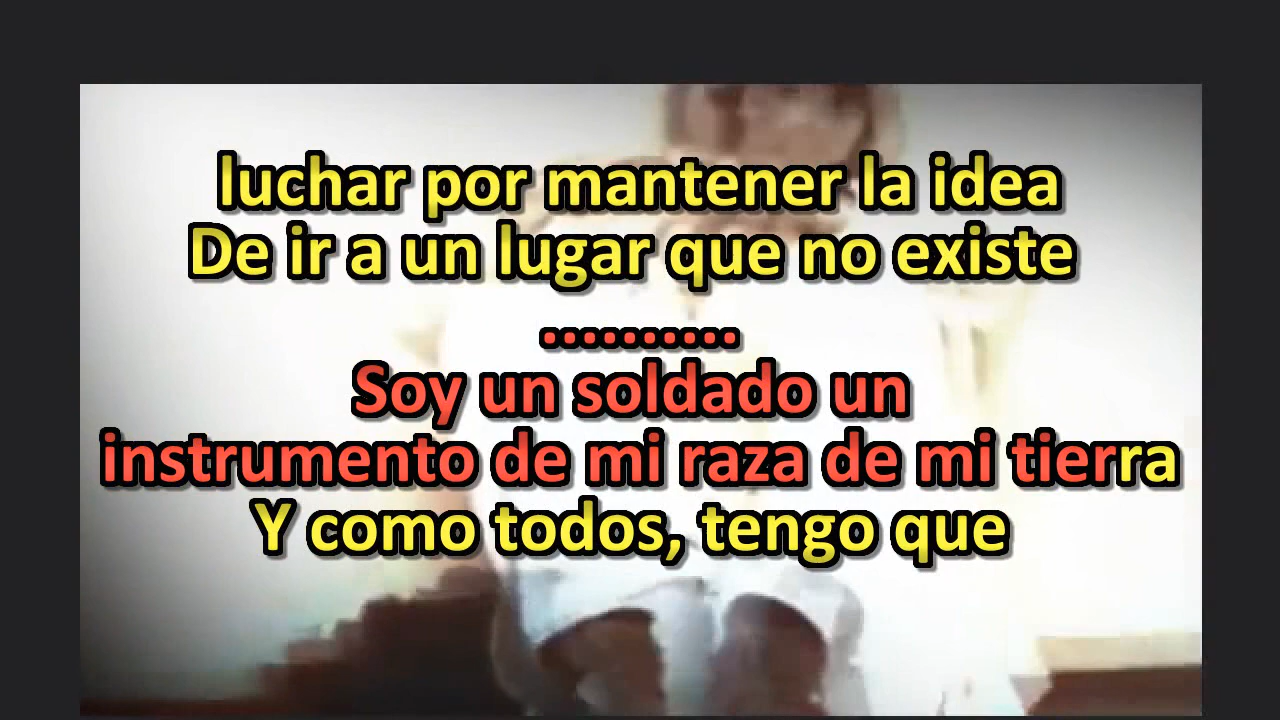 luchar por mantener la idea
De ir a un lugar que no existe
..........
Soy un soldado un
instrumento de mi raza de mi tierra
Y como todos, tengo que